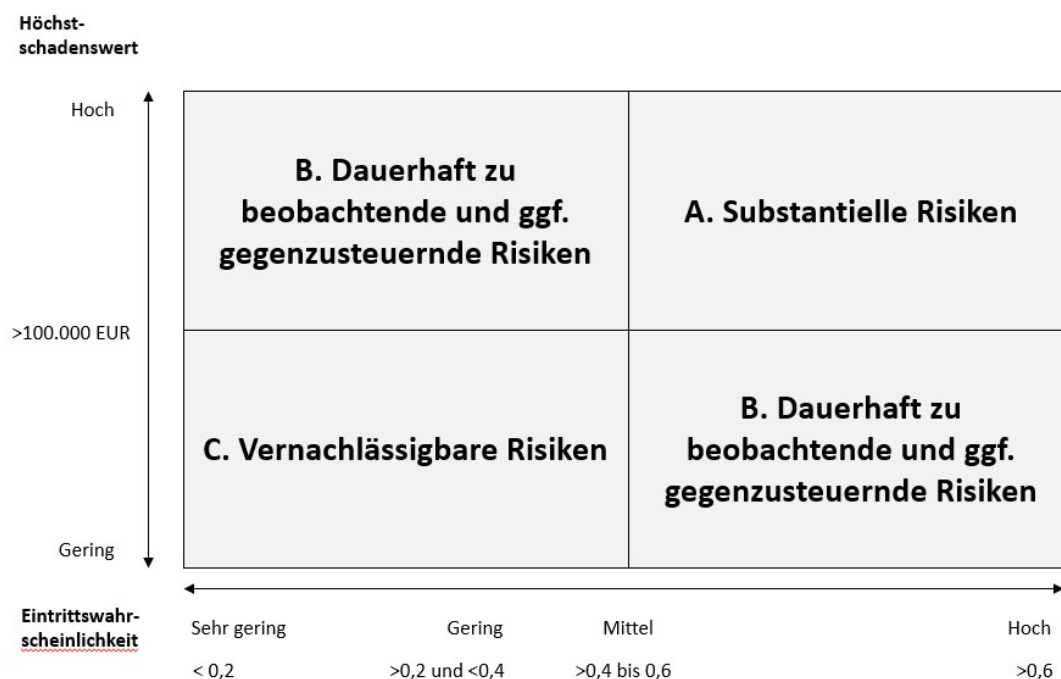 Höchst-
schadenswert
Hoch
B. Dauerhaft zu
beobachtende und ggf.
gegenzusteuernde Risiken
A. Substantielle Risiken
>100.000 EUR
C. Vernachlässigbare Risiken
B. Dauerhaft zu
beobachtende und ggf.
gegenzusteuernde Risiken
Gering
Eintrittswahr-
scheinlichkeit
Sehr gering
Gering
Mittel
Hoch
< 0,2
>0,2 und <0,4
>0,4 bis 0,6
>0,6